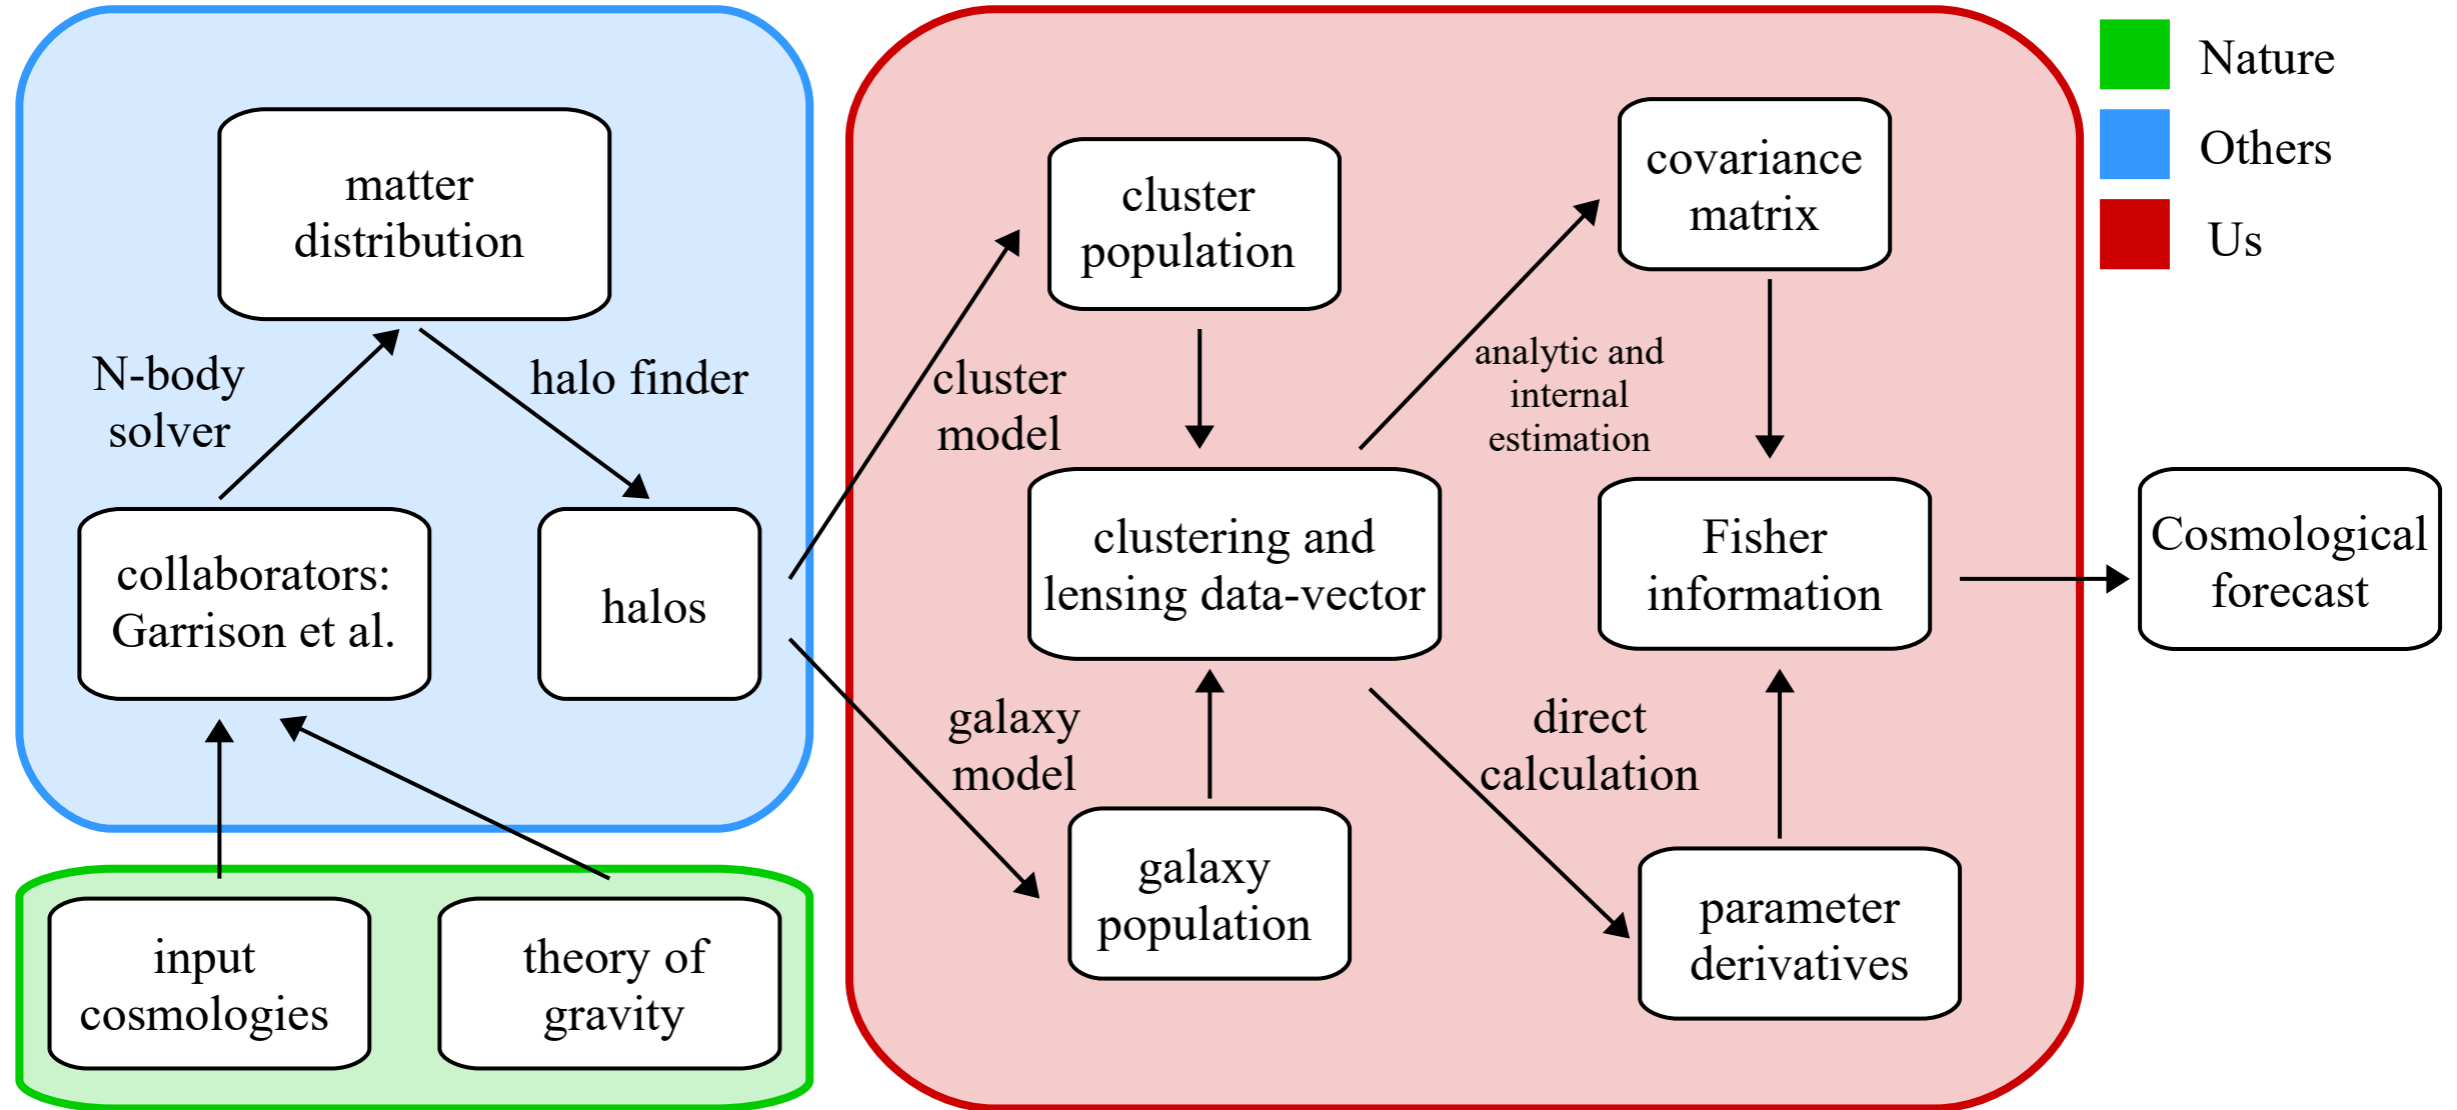 matter
distribution
N-body
solver
halo finder
collaborators:
Garrison et al.
halos
input
cosmologies
theory of
gravity
cluster
model
galaxy
model
cluster
population
clustering and
lensing data-vector
galaxy
population
analytic and
internal
estimation
direct
calculation
covariance
matrix
Fisher
information
parameter
derivatives
Cosmological
forecast
Nature
Others
Us